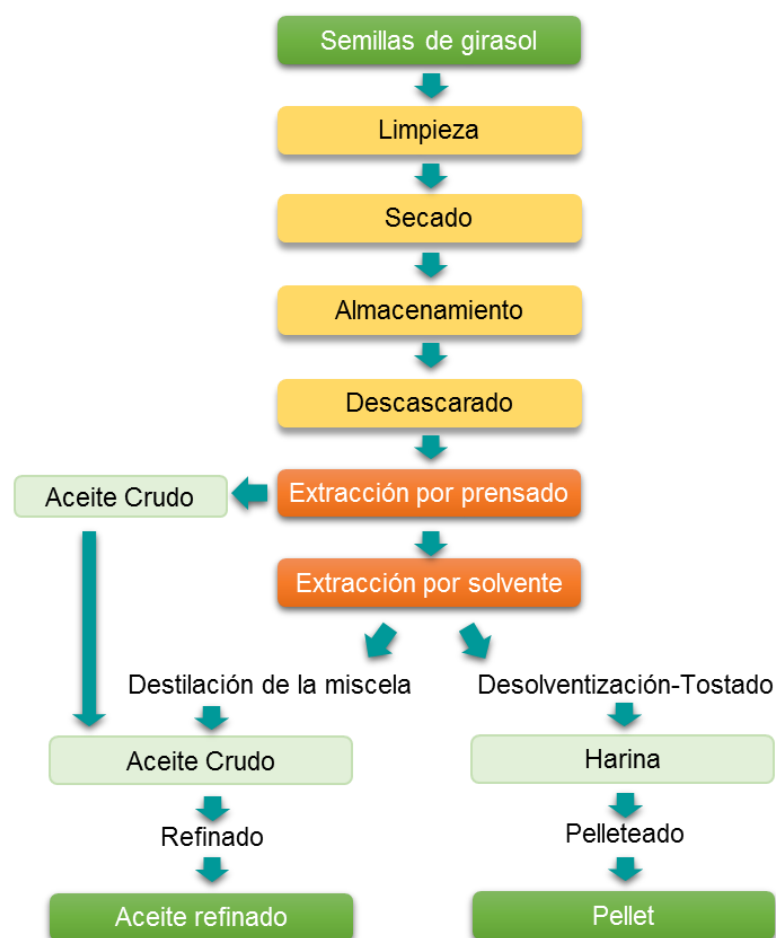 Semillas de girasol
Limpieza
Secado
Almacenamiento
Descascarado
Aceite Crudo
Extracción por prensado
Extracción por solvente
Destilación de la miscela
Desolventización-Tostado
Aceite Crudo
Harina
Refinado
Pelleteado
Aceite refinado
Pellet